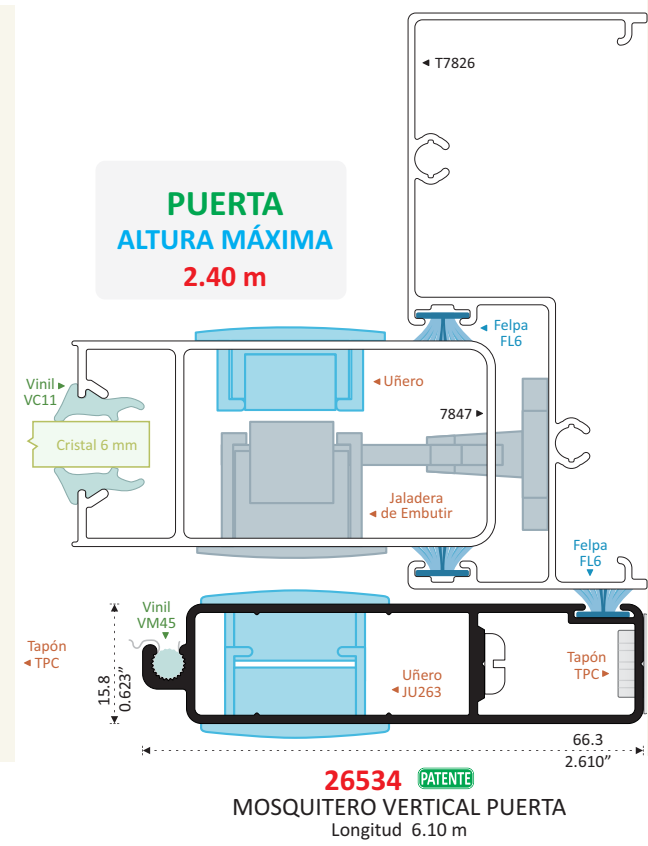 T7826
PUERTA
ALTURA MÁXIMA
2.40 m
Felpa
FL6
Vinil
VC11
Uñero
7847
Cristal 6 mm
Jaladera
de Embutir
Felpa
FL6
Vinil
VM45
Tapón
TPC
15.8
0.623”
Uñero
JU263
Tapón
TPC
66.3
2.610”
26534 PATENTE
MOSQUITERO VERTICAL PUERTA
Longitud 6.10 m